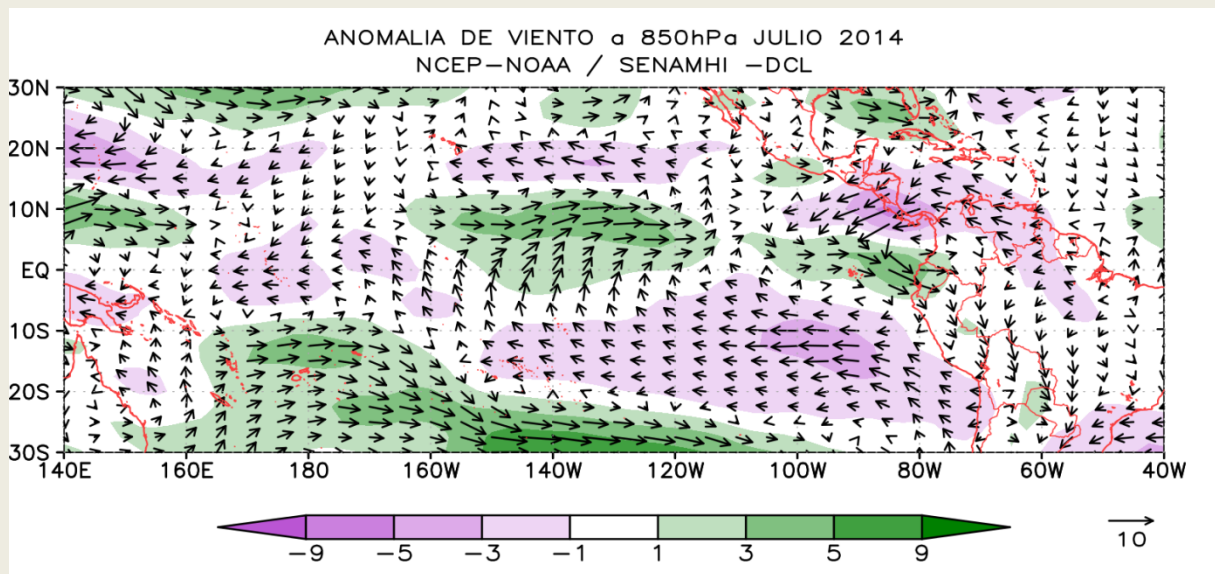 ANOMALIA DE VIENTO a 850hPa JULIO 2014
NCEP-NOAA / SENAMHI -DCL
30N
20N
10N
EQ
10S
20S
30S
140E 160E 180 160W 140W 120W 100W 80W 60W 40W
-9 -5 -3 -1 1 3 5 9
10